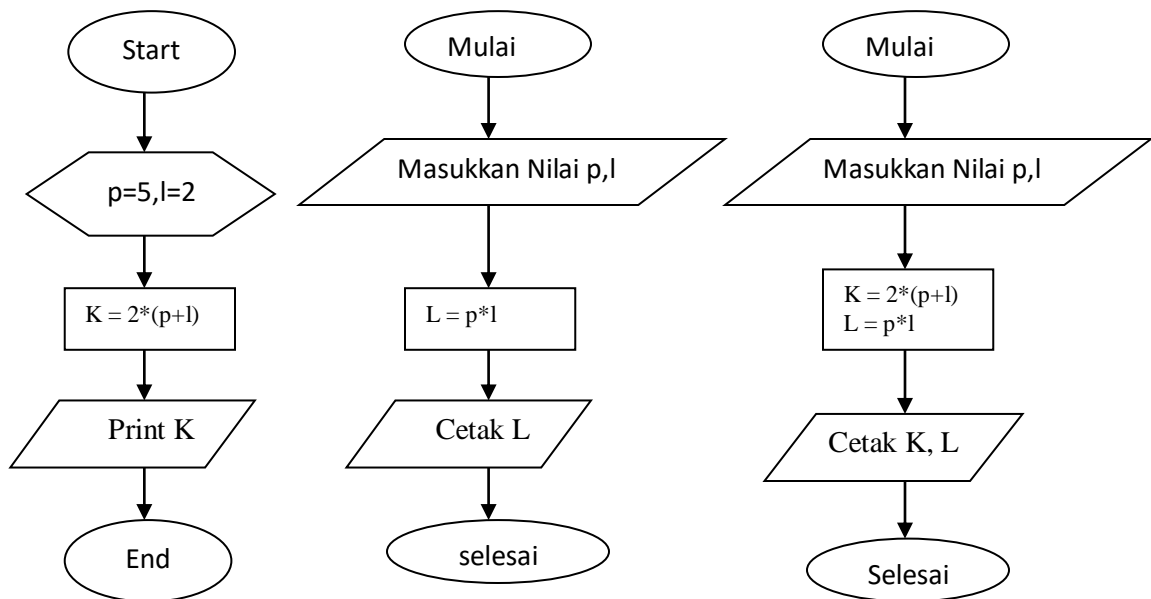 Start
p=5,l=2
K = 2*(p+l)
Print K
End
Mulai
Masukkan Nilai p,l
L = p*l
Cetak L
selesai
Mulai
Masukkan Nilai p,l
K = 2*(p+l)
L = p*l
Cetak K, L
Selesai